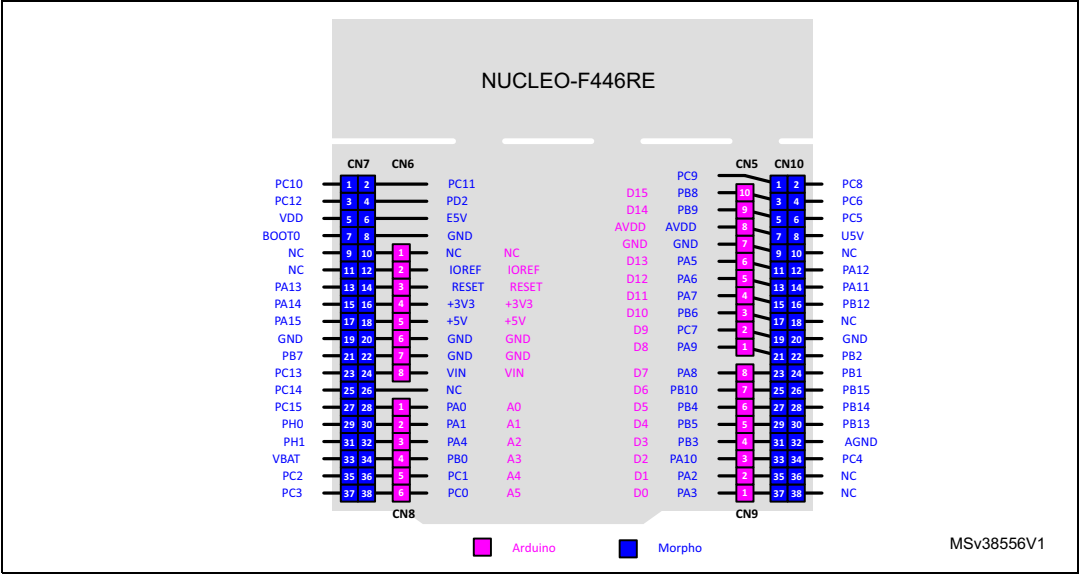 NUCLEO-F446RE
CN7 CN6 CN5 CN10
PC9
PC10 1 2 PC11 1 2 PC8
D15 PB8 10
PC12 3 4 PD2 3 4 PC6
D14 PB9 9
VDD 5 6 E5V 5 6 PC5
AVDD AVDD 8
BOOT0 7 8 GND 7 8 U5V
GND GND 7
NC 9 10 1 NC NC 9 10 NC
D13 PA5 6
NC 11 12 2 IOREF IOREF 11 12 PA12
D12 PA6 5
PA13 13 14 3 RESET RESET 13 14 PA11
D11 PA7 4
PA14 15 16 4 +3V3 +3V3 15 16 PB12
D10 PB6 3
PA15 17 18 5 +5V +5V 17 18 NC
D9 PC7 2
GND 19 20 6 GND GND 19 20 GND
D8 PA9 1
PB7 21 22 7 GND GND 21 22 PB2
PC13 23 24 8 VIN VIN D7 PA8 8 23 24 PB1
PC14 25 26 NC D6 PB10 7 25 26 PB15
PC15 27 28 1 PA0 A0 D5 PB4 6 27 28 PB14
PH0 29 30 2 PA1 A1 D4 PB5 5 29 30 PB13
PH1 31 32 3 PA4 A2 D3 PB3 4 31 32 AGND
VBAT 33 34 4 PB0 A3 D2 PA10 3 33 34 PC4
PC2 35 36 5 PC1 A4 D1 PA2 2 35 36 NC
PC3 37 38 6 PC0 A5 D0 PA3 1 37 38 NC
CN8 CN9
Arduino Morpho
MSv38556V1